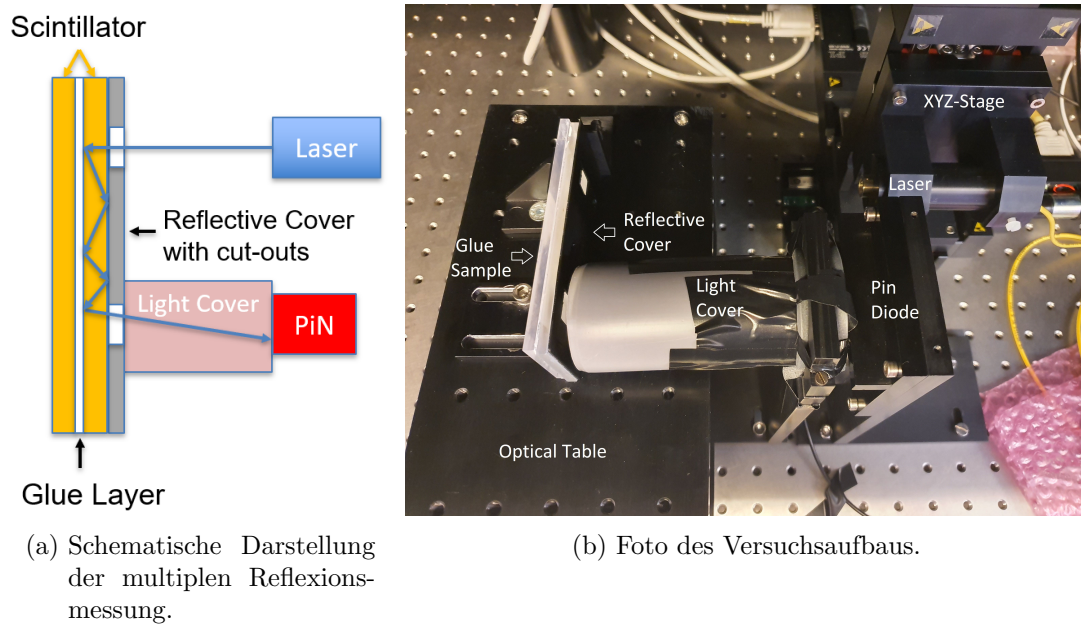 Scintillator
Laser
Reflective Cover
with cut-outs
Light Cover
PiN
Glue Layer
(a) Schematische Darstellung
der multiplen Reflexions-
messung.
XYZ-Stage
Laser
Reflective
Cover
Glue
Sample
Light
Cover
Pin
Diode
Optical Table
(b) Foto des Versuchsaufbaus.